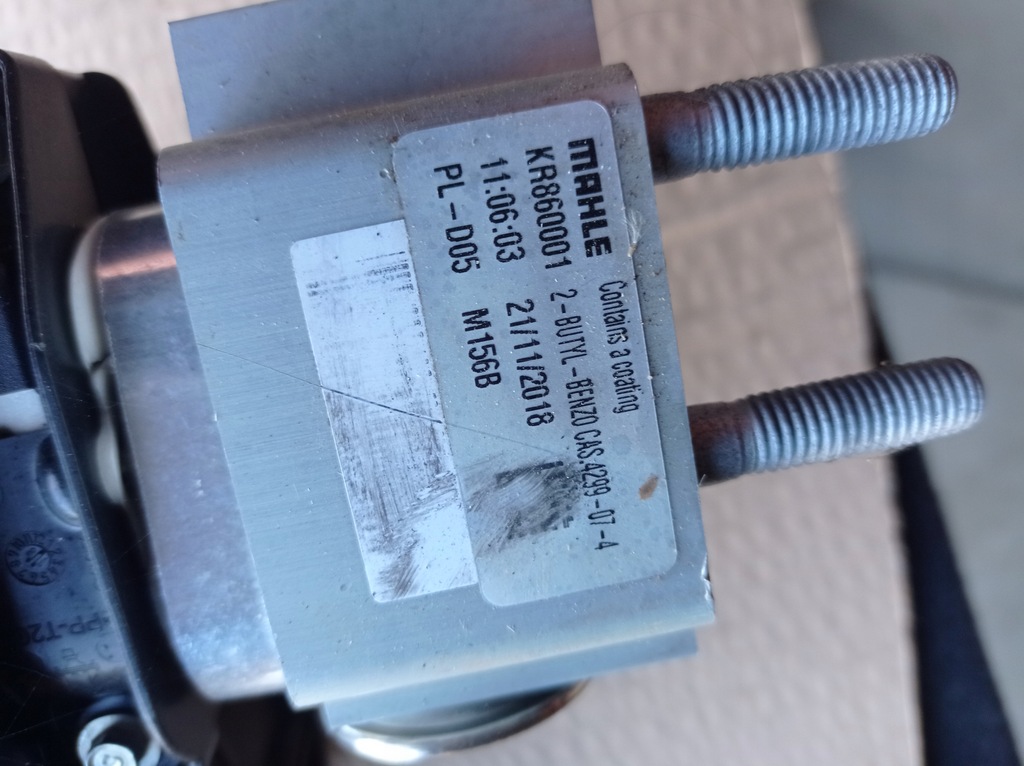 MAHLE
Contains a coating
KR860001 2-BUTYL-BENZO CAS.4299-07-4
11:06:03 21/11/2018
PL-D05 M156B